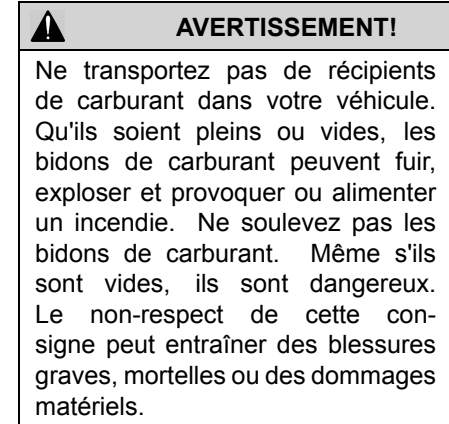 AVERTISSEMENT!
Ne transportez pas de récipients
de carburant dans votre véhicule.
Qu'ils soient pleins ou vides, les
bidons de carburant peuvent fuir,
exploser et provoquer ou alimenter
un incendie. Ne soulevez pas les
bidons de carburant. Même s'ils
sont vides, ils sont dangereux.
Le non-respect de cette con-
signe peut entraîner des blessures
graves, mortelles ou des dommages
matériels.